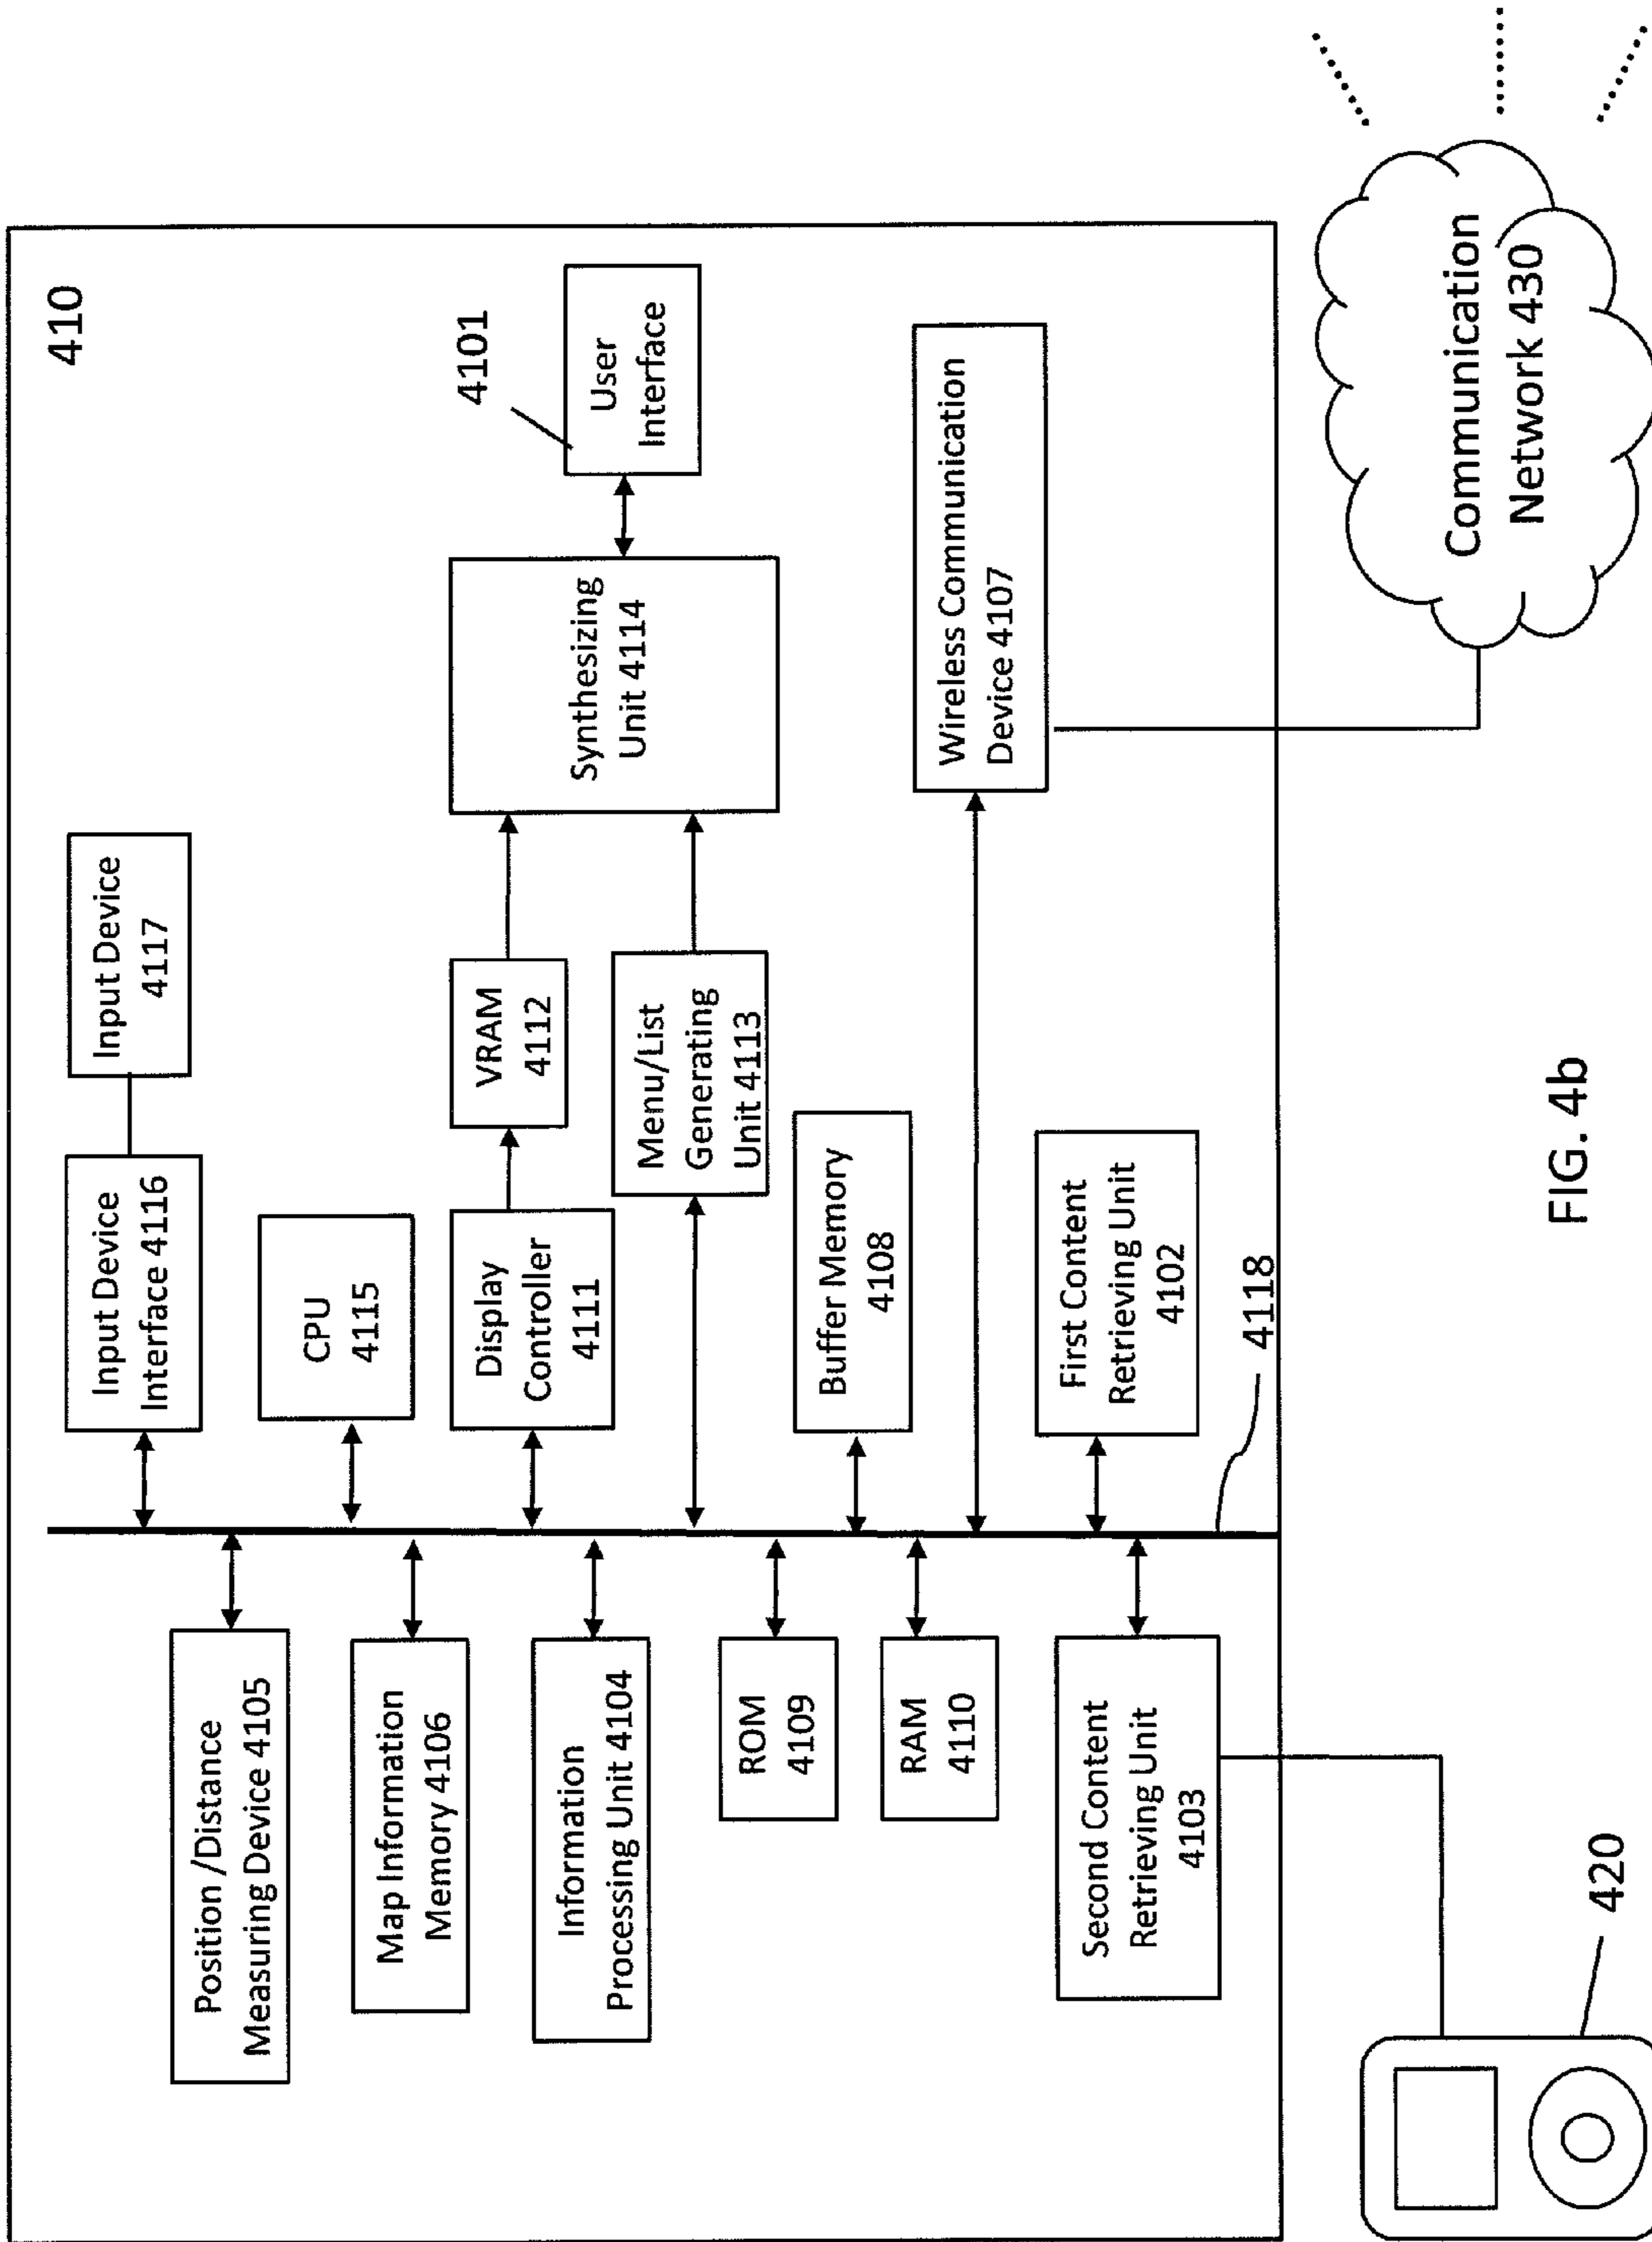 410
Position /Distance
Measuring Device 4105
Input Device
Interface 4116
Input Device
4117
Map Information
Memory 4106
CPU
4115
Information
Processing Unit 4104
Display
Controller
4111
VRAM
4112
Synthesizing
Unit 4114
4101
User
Interface
Menu/List
Generating
Unit 4113
ROM
4109
Buffer Memory
4108
RAM
4110
Wireless Communication
Device 4107
Second Content
Retrieving Unit
4103
First Content
Retrieving Unit
4102
4118
420
Communication
Network 430
FIG. 4b